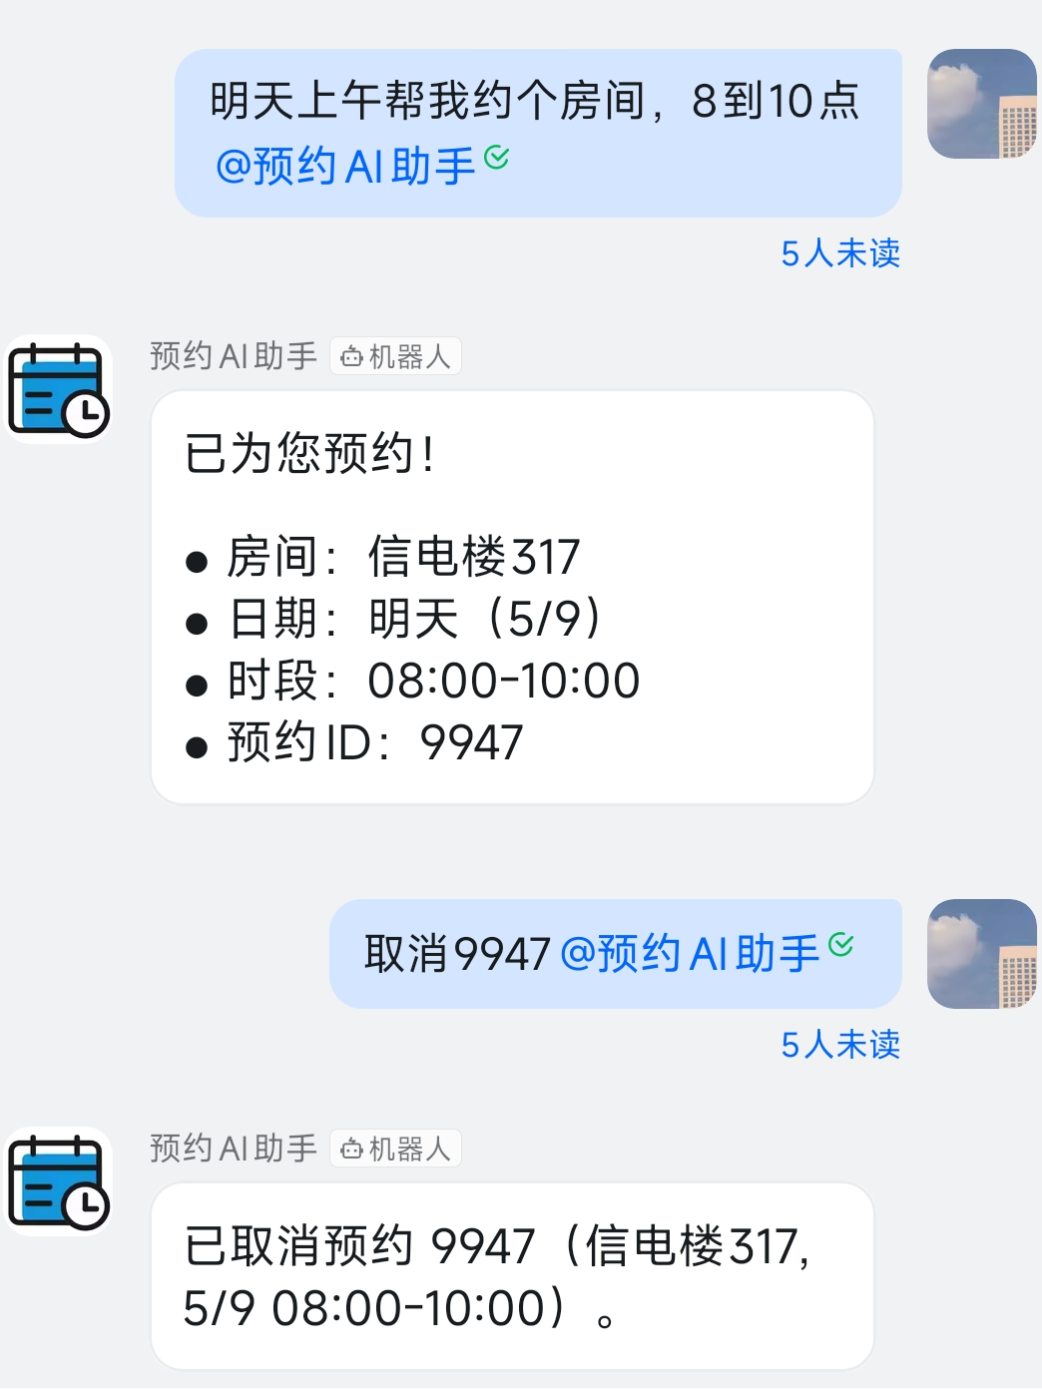 明天上午帮我约个房间，8到10点
@预约AI助手
5人未读
预约AI助手 机器人
已为您预约！
• 房间：信电楼317
• 日期：明天（5/9）
• 时段：08:00-10:00
• 预约ID：9947
取消9947 @预约AI助手
5人未读
预约AI助手 机器人
已取消预约 9947（信电楼317,
5/9 08:00-10:00）。